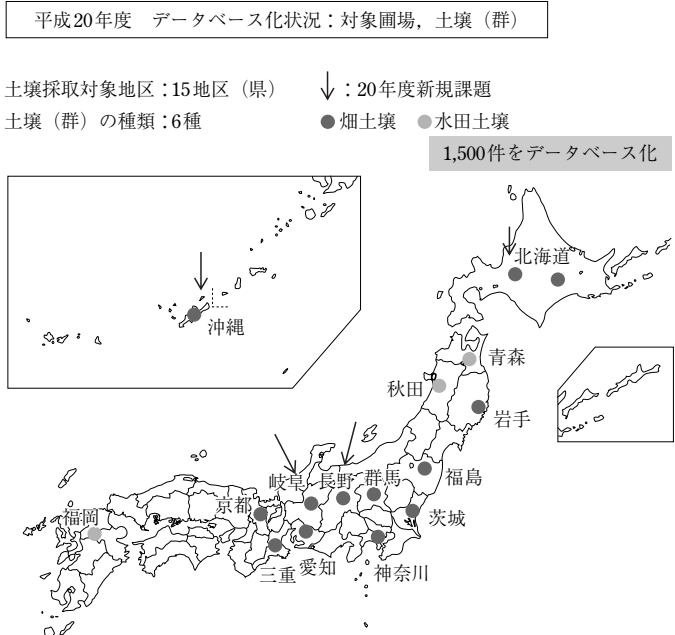 平成20年度　データベース化状況：対象圃場，土壌（群）
土壌採取対象地区：15地区（県）
↓：20年度新規課題
土壌（群）の種類：6種
●畑土壌　●水田土壌
1,500件をデータベース化
北海道
沖縄
青森
秋田
岩手
岐阜
長野
群馬
福島
京都
茨城
福岡
三重
愛知
神奈川